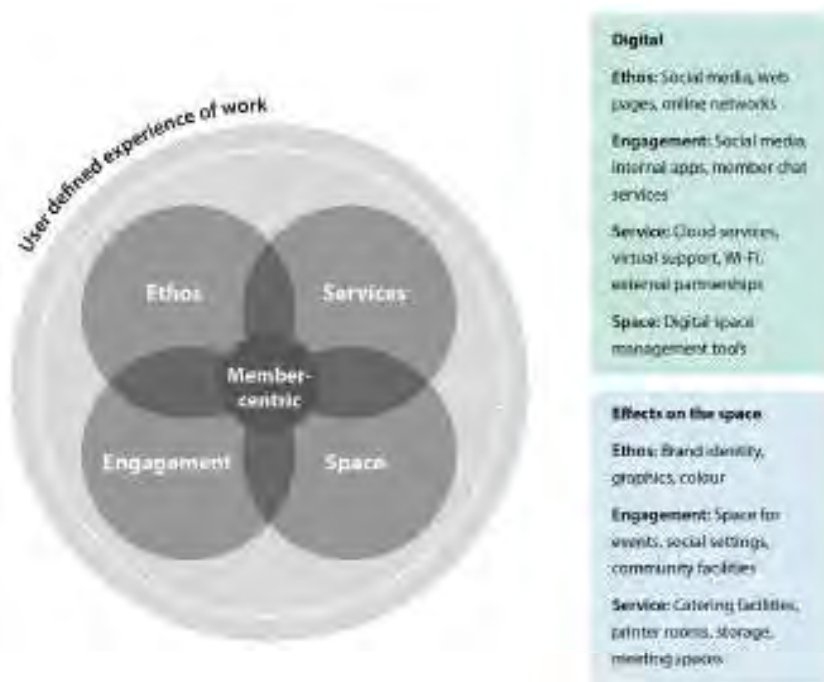 User defined experience of work
Ethos
Services
Member-
centric
Engagement
Space
Digital
Ethos: Social media, web
pages, online networks
Engagement: Social media,
internal apps, member chat
services
Service: Cloud services,
virtual support, Wi-Fi,
external partnerships
Space: Digital space
management tools
Effects on the space
Ethos: Brand identity,
graphics, colour
Engagement: Space for
events, social settings,
community facilities
Service: Catering facilities,
printer rooms, storage,
meeting spaces